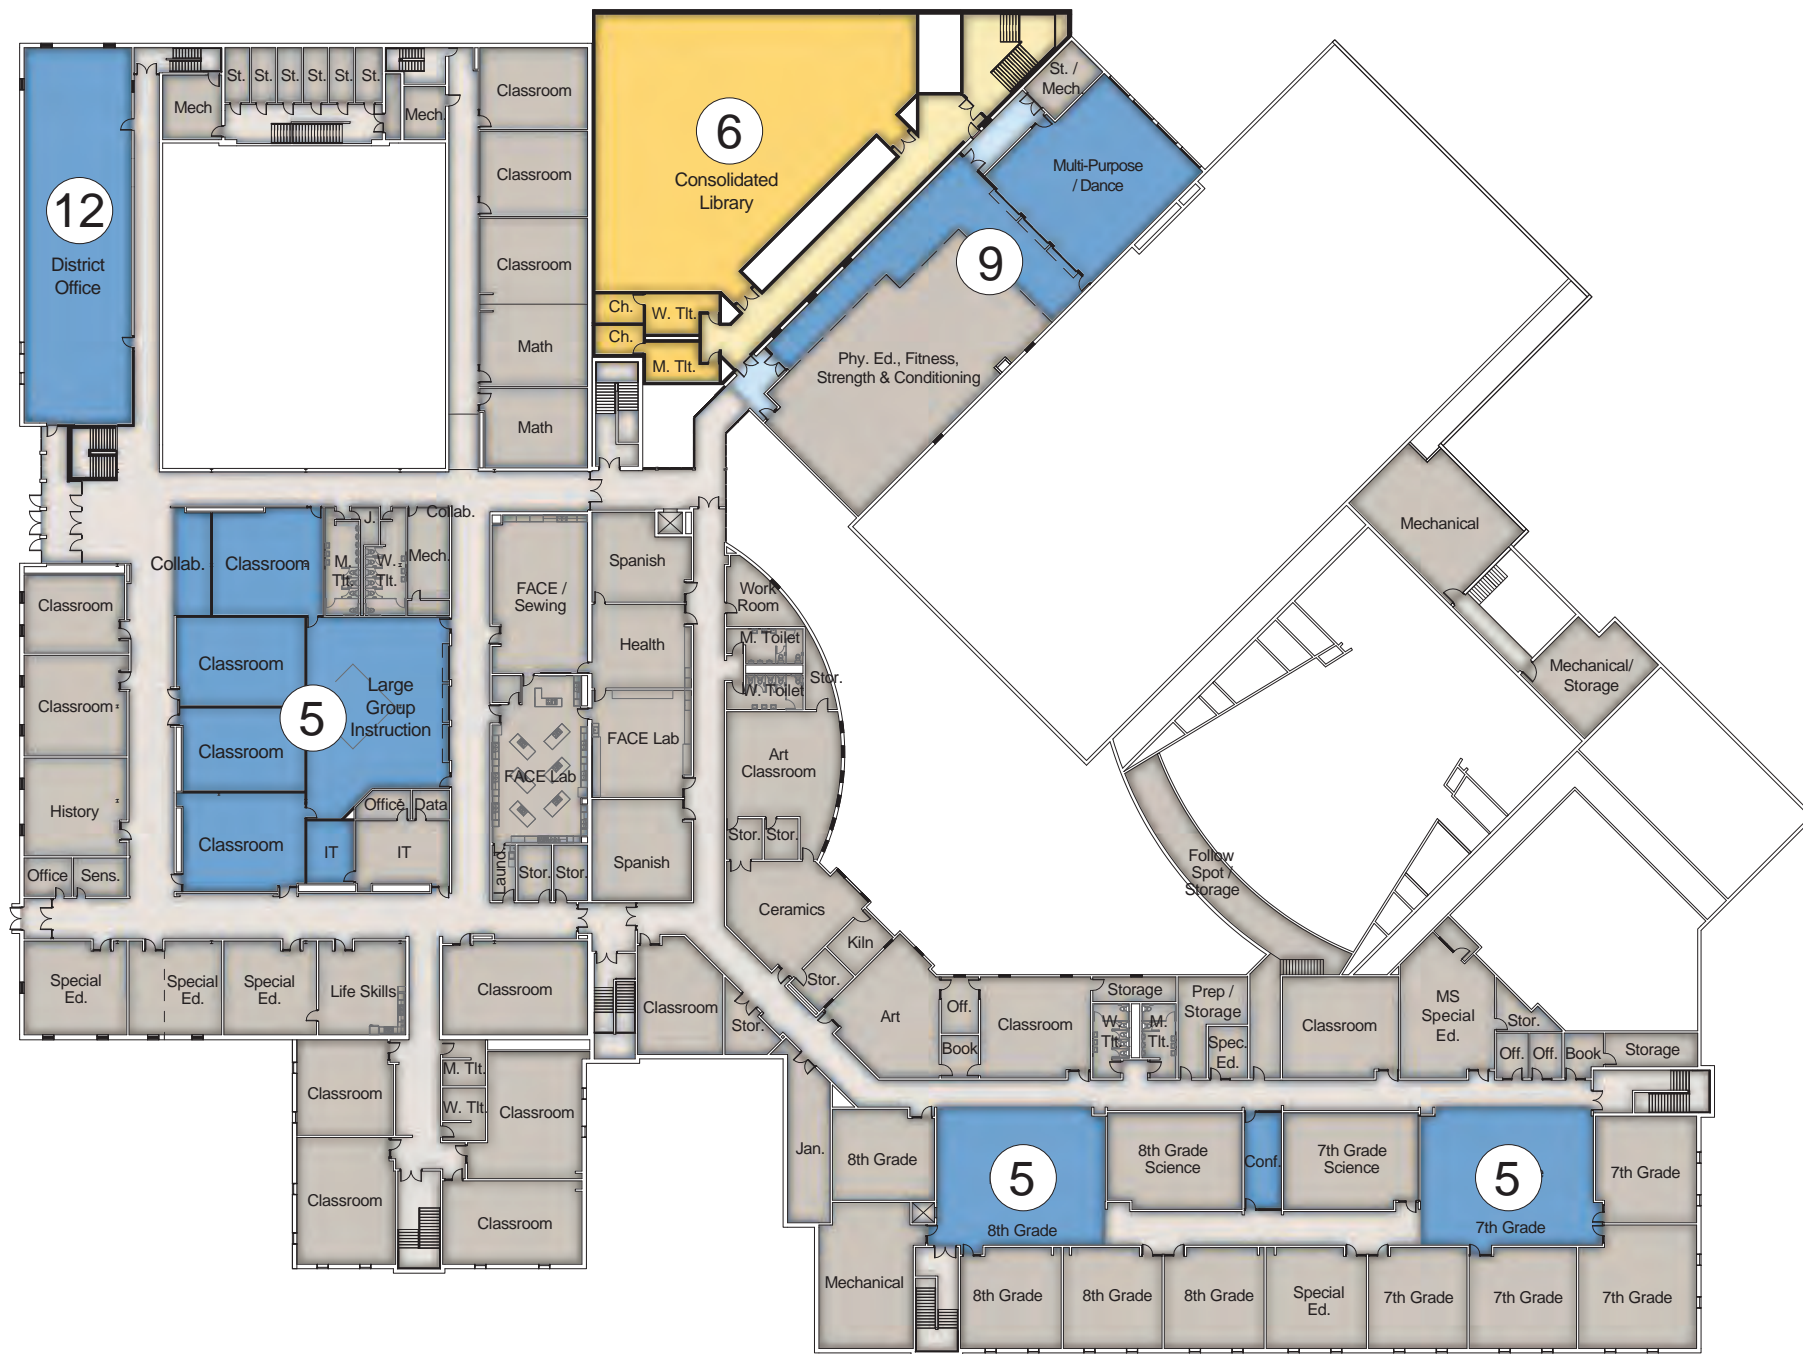 St.
St.
St.
St.
St.
St.
Mech
Mech.
Classroom
Classroom
Classroom
Math
Math
12
District
Office
6
Consolidated
Library
Ch.
Ch.
W. Tlt.
M. Tlt.
St. /
Mech.
Multi-Purpose
/ Dance
9
Phy. Ed., Fitness,
Strength & Conditioning
Mechanical
Mechanical/
Storage
Collab.
Classroom
M.
Tlt.
J.
W.
Tlt.
Collab.
Mech.
Classroom
Classroom
History
Office
Sens.
Classroom
Classroom
Classroom
5
Large
Group
Instruction
Office
Data
IT
IT
FACE /
Sewing
Spanish
Health
FACE Lab
FACE Lab
Spanish
Laund.
Stor.
Stor.
Work
Room
M. Toilet
W. Toilet
Stor.
Art
Classroom
Stor.
Stor.
Ceramics
Kiln
Stor.
Follow
Spot /
Storage
Special
Ed.
Special
Ed.
Special
Ed.
Life Skills
Classroom
Classroom
Stor.
Art
Off.
Book
Classroom
Storage
W.
Tlt.
M.
Tlt.
Prep /
Storage
Spec.
Ed.
Classroom
MS
Special
Ed.
Stor.
Off.
Off.
Book
Storage
Classroom
M. Tlt.
W. Tlt.
Classroom
Classroom
Classroom
Jan.
8th Grade
5
8th Grade
8th Grade
Science
Conf.
7th Grade
Science
5
7th Grade
7th Grade
Mechanical
8th Grade
8th Grade
8th Grade
Special
Ed.
7th Grade
7th Grade
7th Grade